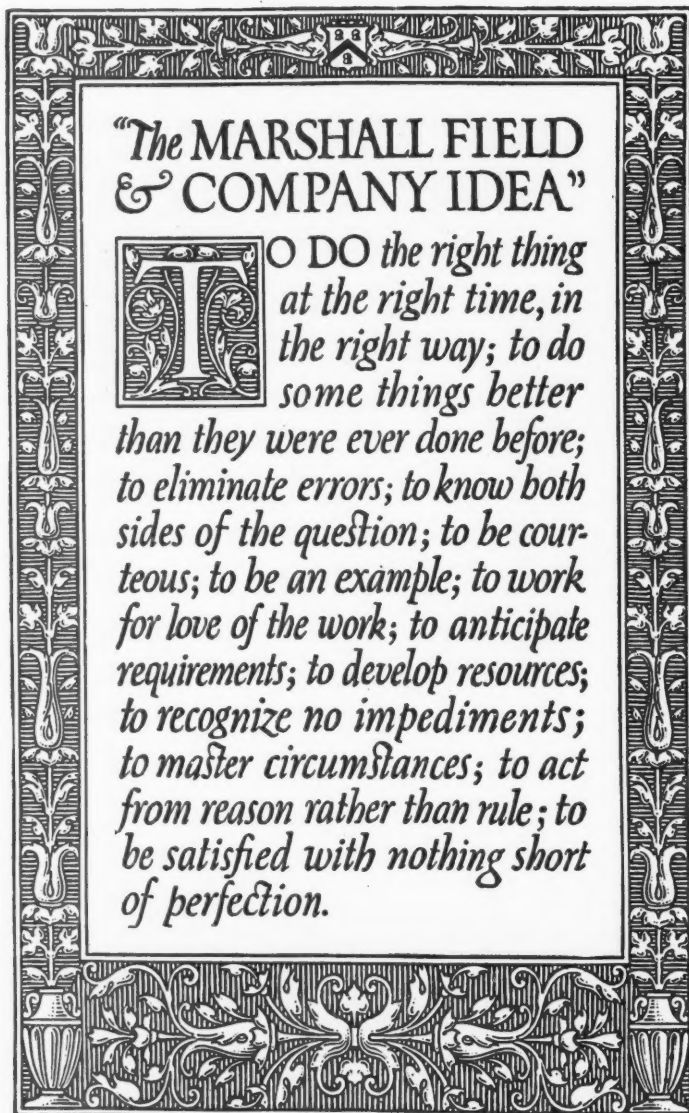 "The MARSHALL FIELD
& COMPANY IDEA"
TO DO the right thing
at the right time, in
the right way; to do
some things better
than they were ever done before;
to eliminate errors; to know both
sides of the question; to be cour-
teous; to be an example; to work
for love of the work; to anticipate
requirements; to develop resources;
to recognize no impediments;
to master circumstances; to act
from reason rather than rule; to
be satisfied with nothing short
of perfection.